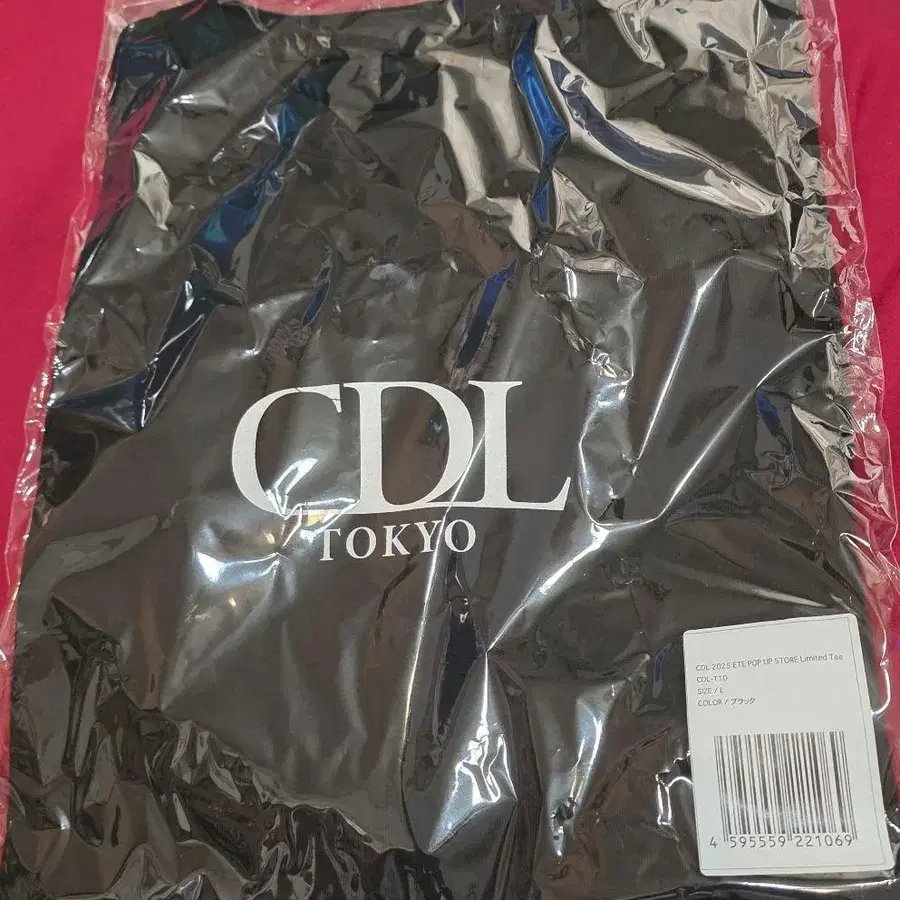 CDL
TOKYO
CDL 2025 ETE POP UP STORE Limited Tee
CDL-T10
SIZE / L
COLOR / ブラック
4 595559 221069